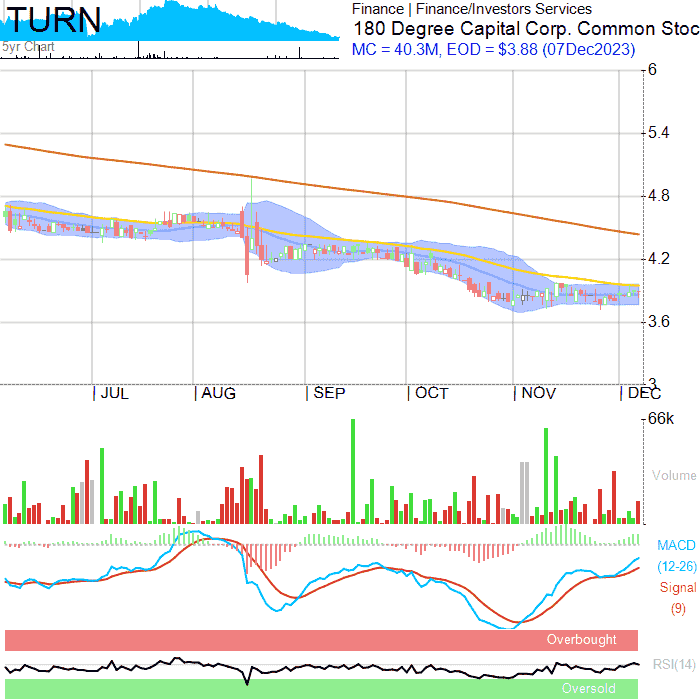 TURN
5yr Chart
Finance | Finance/Investors Services
180 Degree Capital Corp. Common Stoc
MC = 40.3M, EOD = $3.88 (07Dec2023)
6
5.4
4.8
4.2
3.6
3
JUL AUG SEP OCT NOV DEC
66k
Volume
MACD
(12-26)
Signal
(9)
Overbought
RSI(14)
Oversold